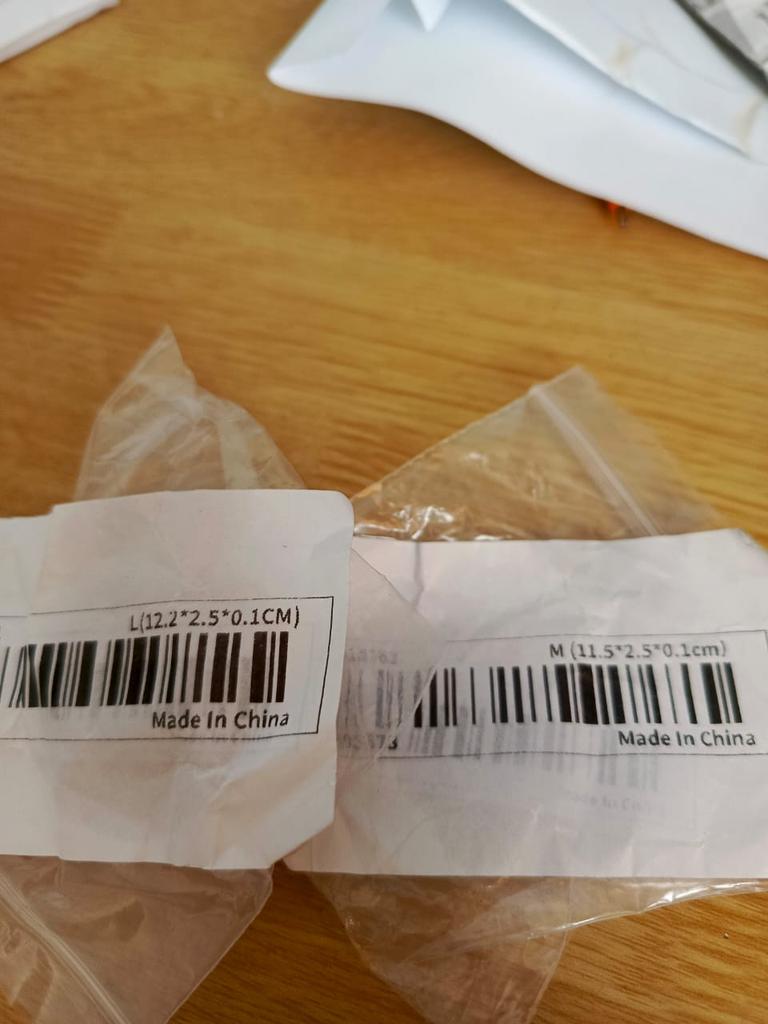 L(12.2*2.5*0.1CM)
Made In China
M (11.5*2.5*0.1cm)
Made In China